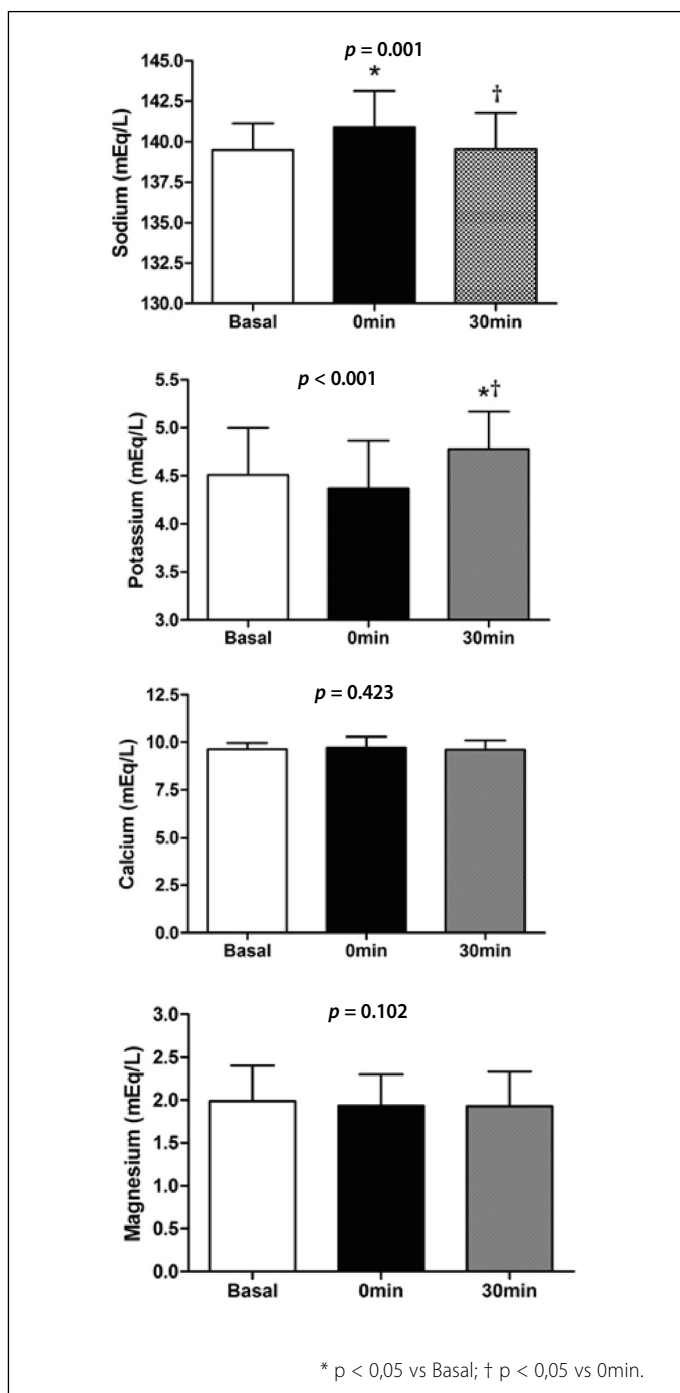 p = 0.001
*
†
145.0
142.5
140.0
137.5
135.0
132.5
130.0
Sodium (mEq/L)
Basal 0min 30min
p < 0.001
*†
5.5
5.0
4.5
4.0
3.5
3.0
Potassium (mEq/L)
Basal 0min 30min
p = 0.423
12.5
10.0
7.5
5.0
2.5
0.0
Calcium (mEq/L)
Basal 0min 30min
p = 0.102
3.0
2.5
2.0
1.5
1.0
0.5
0.0
Magnesium (mEq/L)
Basal 0min 30min
* p < 0,05 vs Basal; † p < 0,05 vs 0min.